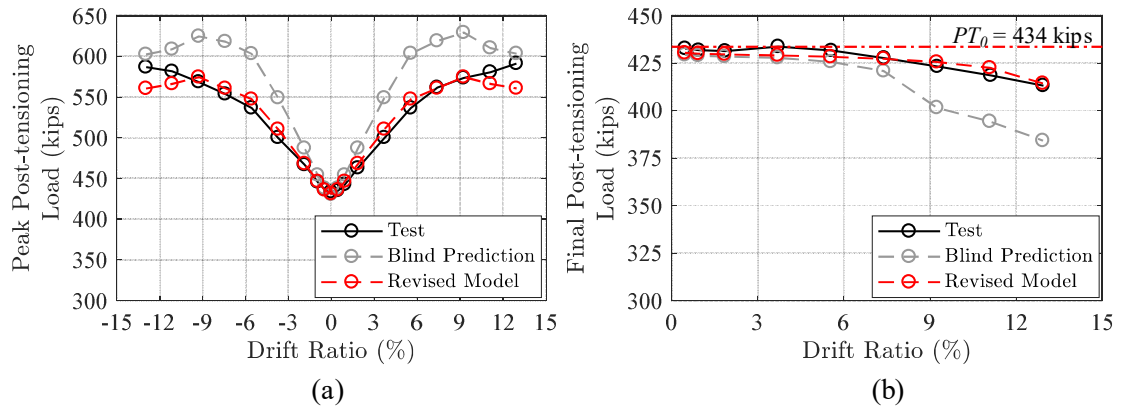 650
600
550
500
450
400
350
300
-15 -12 -9 -6 -3 0 3 6 9 12 15
Peak Post-tensioning
Load (kips)
Drift Ratio (%)
Test
Blind Prediction
Revised Model
(a)
450
425
400
375
350
325
300
0 3 6 9 12 15
Final Post-tensioning
Load (kips)
Drift Ratio (%)
PT0 = 434 kips
Test
Blind Prediction
Revised Model
(b)